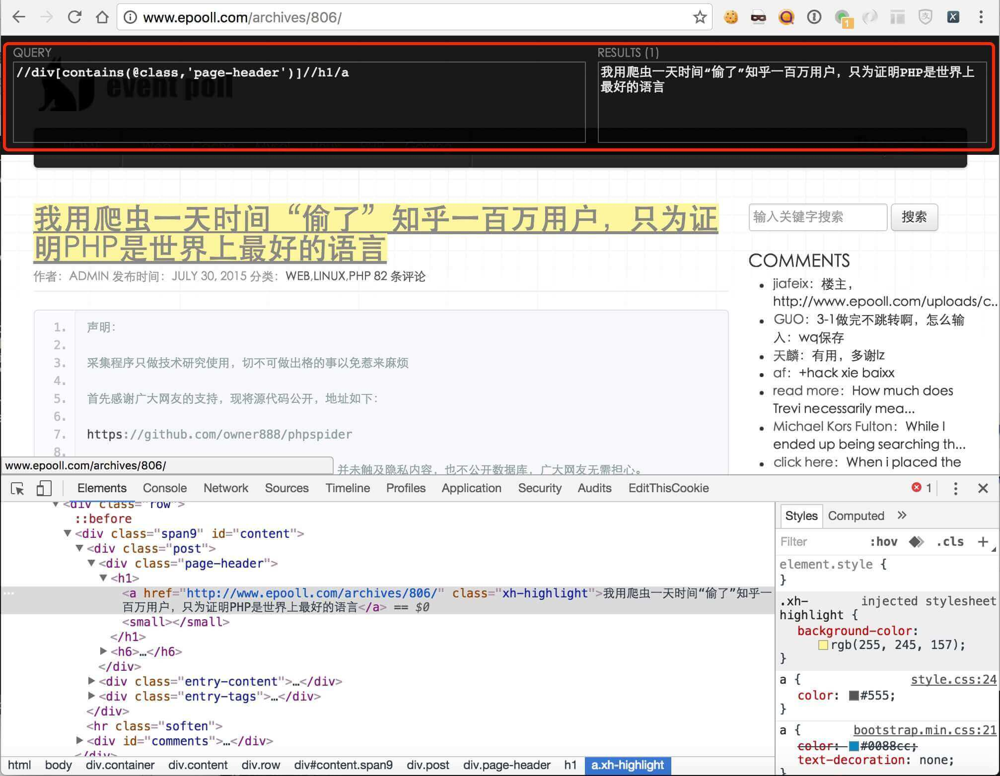 www.epooll.com/archives/806/
1
QUERY
//div[contains(@class,'page-header')]//h1/a
event poll
RESULTS (1)
我用爬虫一天时间“偷了”知乎一百万用户，只为证明PHP是世界上
最好的语言
我用爬虫一天时间“偷了”知乎一百万用户，只为证
明PHP是世界上最好的语言
作者：ADMIN 发布时间：JULY 30, 2015 分类：WEB,LINUX,PHP 82 条评论
1. 声明：
2.
3. 采集程序只做技术研究使用，切不可做出格的事以免惹来麻烦
4.
5. 首先感谢广大网友的支持，现将源代码公开，地址如下：
6.
7. https://github.com/owner888/phpspider
8.
并未触及隐私内容，也不公开数据库，广大网友无需担心。
www.epooll.com/archives/806/
输入关键字搜索 搜索
COMMENTS
jiafeix：楼主，
http://www.epooll.com/uploads/c...
GUO：3-1做完不跳转啊，怎么输
入：wq保存
天麟：有用，多谢lz
af：+hack xie baixx
read more：How much does
Trevi necessarily mea...
Michael Kors Fulton：While I
ended up being searching th...
click here：When i placed the
Elements Console Network Sources Timeline Profiles Application Security Audits EditThisCookie 1
<div class="row">
::before
<div class="span9" id="content">
<div class="post">
<div class="page-header">
<h1>
<a href="http://www.epooll.com/archives/806/" class="xh-highlight">我用爬虫一天时间“偷了”知乎一
百万用户，只为证明PHP是世界上最好的语言</a> == $0
<small></small>
</h1>
<h6>…</h6>
</div>
<div class="entry-content">…</div>
<div class="entry-tags">…</div>
</div>
<hr class="soften">
<div id="comments">…</div>
</div>
html body div.container div.content div.row div#content.span9 div.post div.page-header h1 a.xh-highlight
Styles Computed »
Filter :hov .cls +
element.style {
}
.xh- injected stylesheet
highlight {
background-color:
rgb(255, 245, 157);
}
a { style.css:24
color: #555;
}
a { bootstrap.min.css:21
color: #0088cc;
text-decoration: none;
}